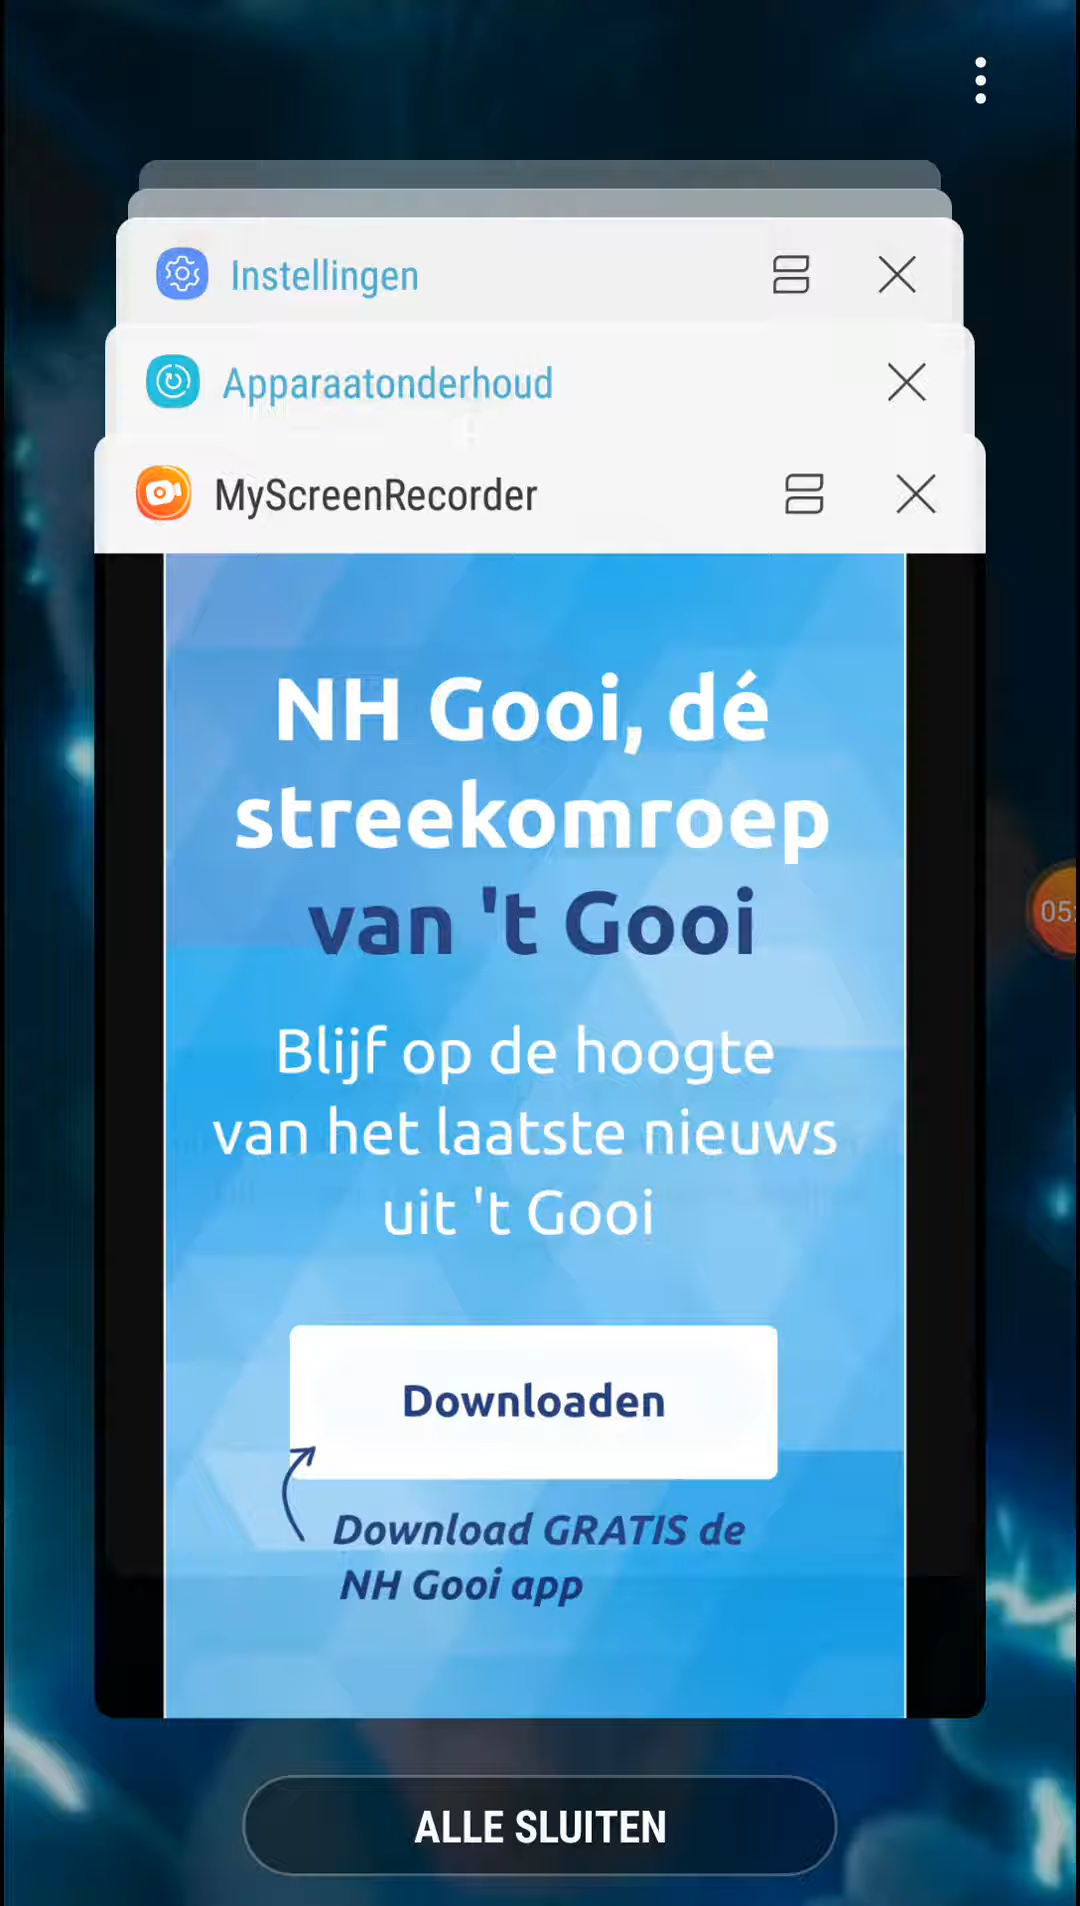 Instellingen
Apparaatonderhoud
MyScreenRecorder
NH Gooi, dé
streekomroep
van 't Gooi
Blijf op de hoogte
van het laatste nieuws
uit 't Gooi
05:
Downloaden
Download GRATIS de
NH Gooi app
ALLE SLUITEN